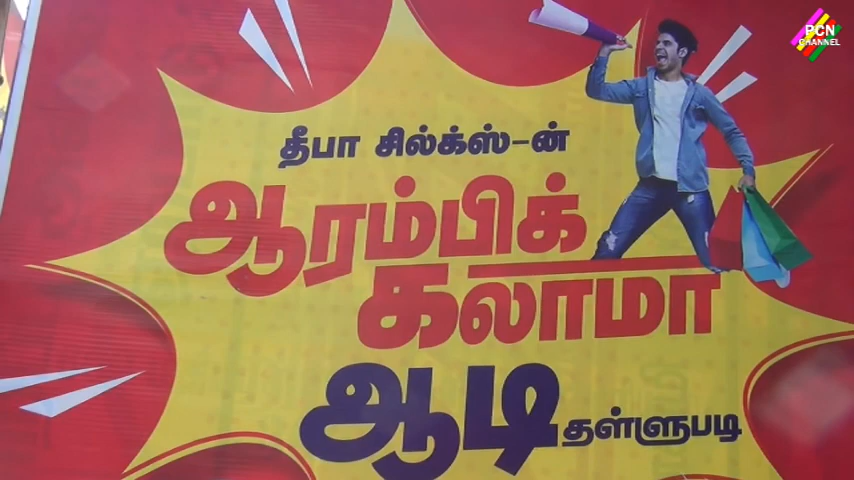 PCN
CHANNEL
தீபா சில்க்ஸ்-ன்
ஆரம்பிக்
கலாமா
ஆடி தள்ளுபடி